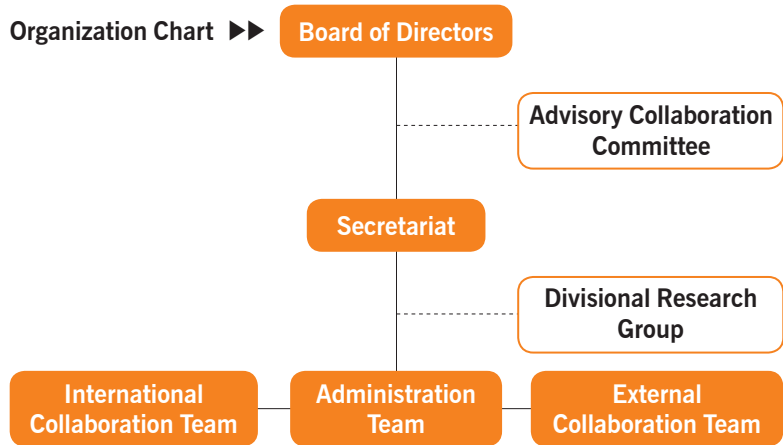 Organization Chart ▶▶
Board of Directors
Advisory Collaboration
Committee
Secretariat
Divisional Research
Group
International
Collaboration Team
Administration
Team
External
Collaboration Team